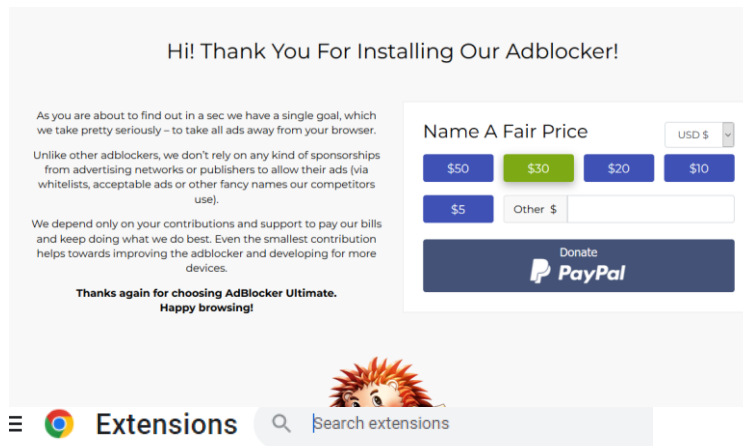 Hi! Thank You For Installing Our Adblocker!
As you are about to find out in a sec we have a single goal, which
we take pretty seriously – to take all ads away from your browser.
Unlike other adblockers, we don't rely on any kind of sponsorships
from advertising networks or publishers to allow their ads (via
whitelists, acceptable ads or other fancy names our competitors
use).
We depend only on your contributions and support to pay our bills
and keep doing what we do best. Even the smallest contribution
helps towards improving the adblocker and developing for more
devices.
Thanks again for choosing AdBlocker Ultimate.
Happy browsing!
Name A Fair Price
USD $
$50 $30 $20 $10
$5 Other $
Donate
PayPal
Extensions Search extensions